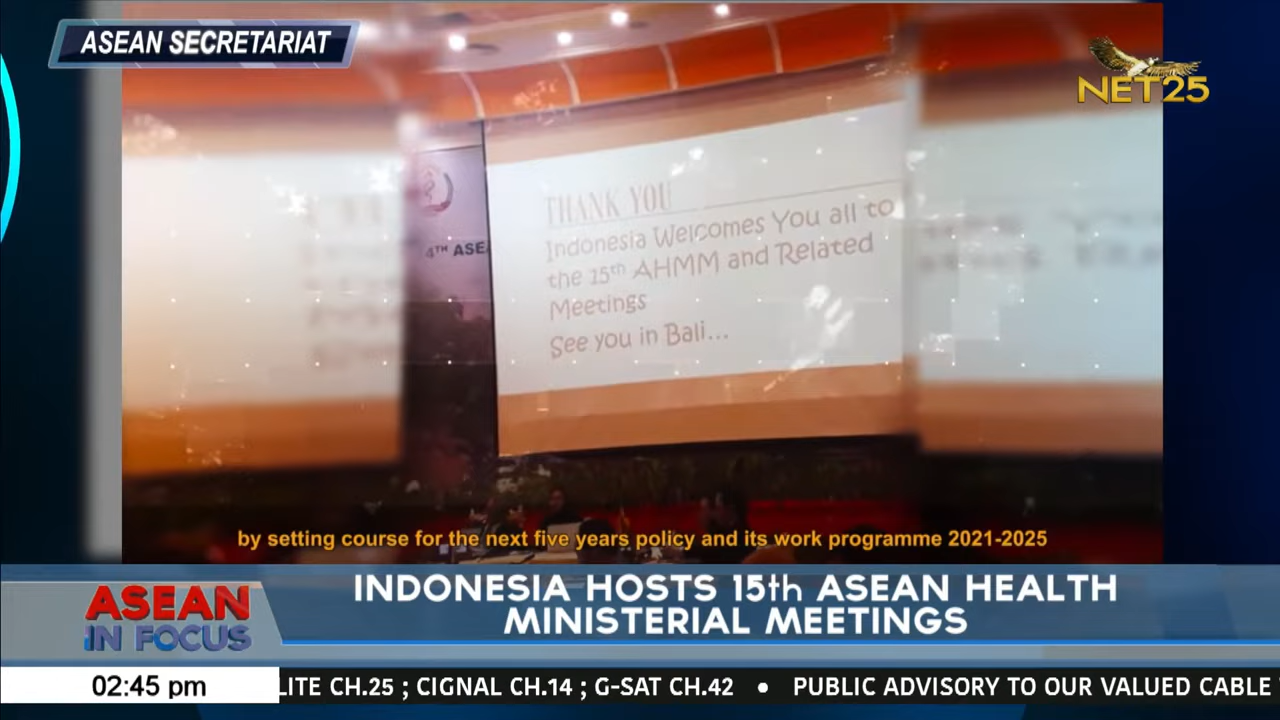 ASEAN SECRETARIAT
NET25
4TH ASE
THANK YOU
Indonesia Welcomes You all to
the 15th AHMM and Related
Meetings
See you in Bali...
by setting course for the next five years policy and its work programme 2021-2025
ASEAN
IN FOCUS
INDONESIA HOSTS 15th ASEAN HEALTH
MINISTERIAL MEETINGS
02:45 pm
LITE CH.25 ; CIGNAL CH.14 ; G-SAT CH.42 • PUBLIC ADVISORY TO OUR VALUED CABLE